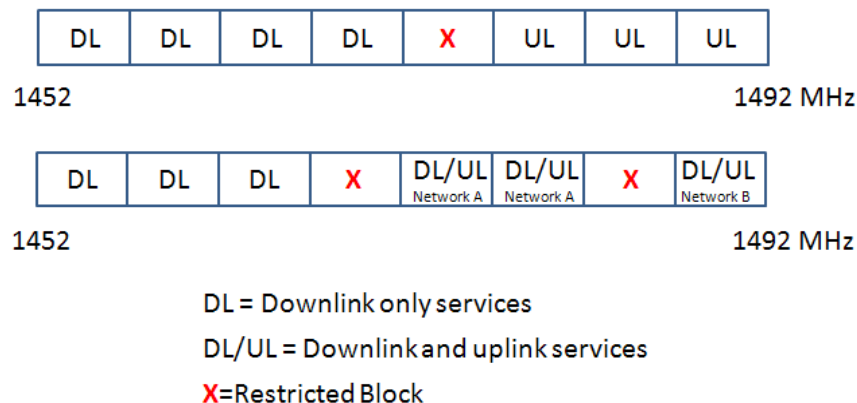 DL DL DL DL X UL UL UL
1452 1492 MHz
DL DL DL X DL/UL DL/UL X DL/UL
Network A Network A Network B
1452 1492 MHz
DL = Downlink only services
DL/UL = Downlink and uplink services
X=Restricted Block